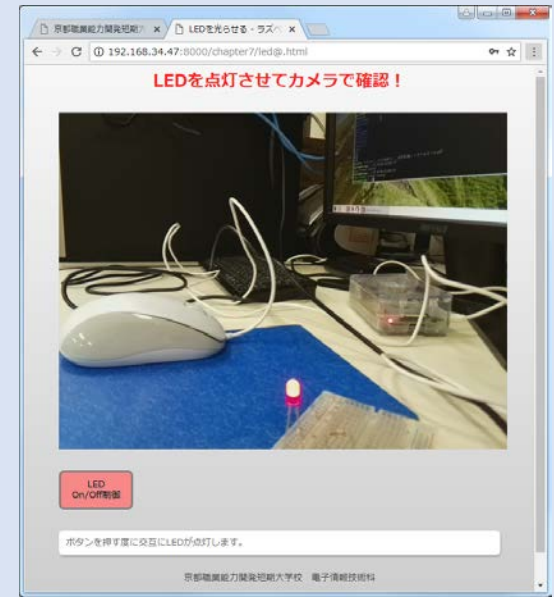 京都職業能力開発短期大
LEDを光らせる・ラズベ
192.168.34.47:8000/chapter7/led@.html
LEDを点灯させてカメラで確認！
LED
On/Off制御
ボタンを押す度に交互にLEDが点灯します。
京都職業能力開発短期大学校 電子情報技術科